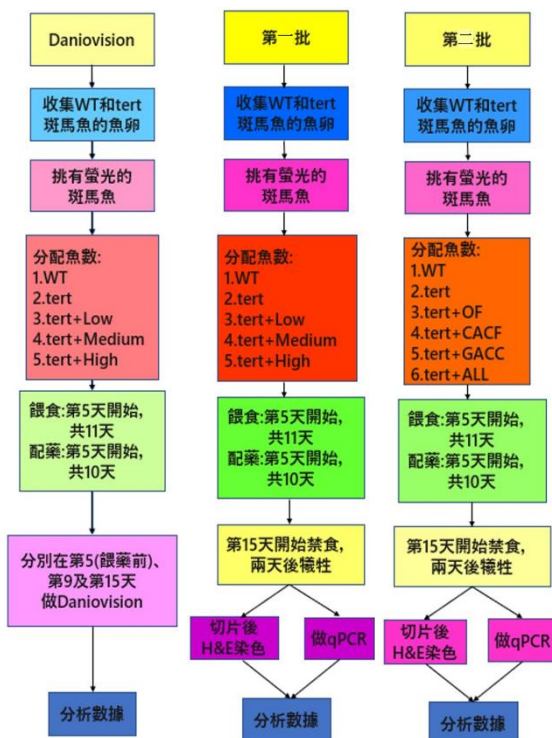 Daniovision
收集WT和tert
斑馬魚的魚卵
挑有螢光的
斑馬魚
分配魚數:
1.WT
2.tert
3.tert+Low
4.tert+Medium
5.tert+High
餵食:第5天開始,
共11天
配藥:第5天開始,
共10天
分別在第5(餵藥前)、
第9及第15天
做Daniovision
分析數據
第一批
收集WT和tert
斑馬魚的魚卵
挑有螢光的
斑馬魚
分配魚數:
1.WT
2.tert
3.tert+Low
4.tert+Medium
5.tert+High
餵食:第5天開始,
共11天
配藥:第5天開始,
共10天
第15天開始禁食,
兩天後犧牲
切片後
H&E染色
做qPCR
分析數據
第二批
收集WT和tert
斑馬魚的魚卵
挑有螢光的
斑馬魚
分配魚數:
1.WT
2.tert
3.tert+OF
4.tert+CACF
5.tert+GACC
6.tert+ALL
餵食:第5天開始,
共11天
配藥:第5天開始,
共10天
第15天開始禁食,
兩天後犧牲
切片後
H&E染色
做qPCR
分析數據